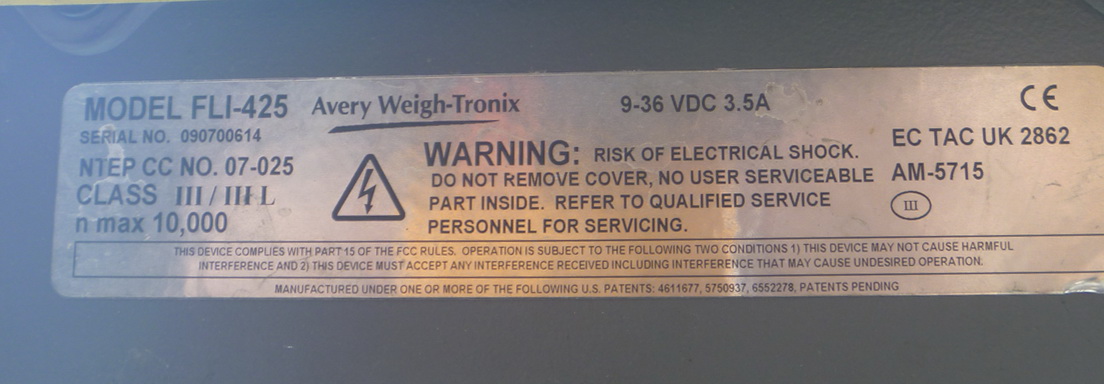 MODEL FLI-425 Avery Weigh-Tronix 9-36 VDC 3.5A CE
SERIAL NO. 090700614
NTEP CC NO. 07-025
CLASS III / III L
n max 10,000
WARNING: RISK OF ELECTRICAL SHOCK.
DO NOT REMOVE COVER, NO USER SERVICEABLE
PART INSIDE. REFER TO QUALIFIED SERVICE
PERSONNEL FOR SERVICING.
EC TAC UK 2862
AM-5715
III
THIS DEVICE COMPLIES WITH PART 15 OF THE FCC RULES. OPERATION IS SUBJECT TO THE FOLLOWING TWO CONDITIONS 1) THIS DEVICE MAY NOT CAUSE HARMFUL
INTERFERENCE AND 2) THIS DEVICE MUST ACCEPT ANY INTERFERENCE RECEIVED INCLUDING INTERFERENCE THAT MAY CAUSE UNDESIRED OPERATION.
MANUFACTURED UNDER ONE OR MORE OF THE FOLLOWING U.S. PATENTS: 4611677, 5750937, 6552278, PATENTS PENDING